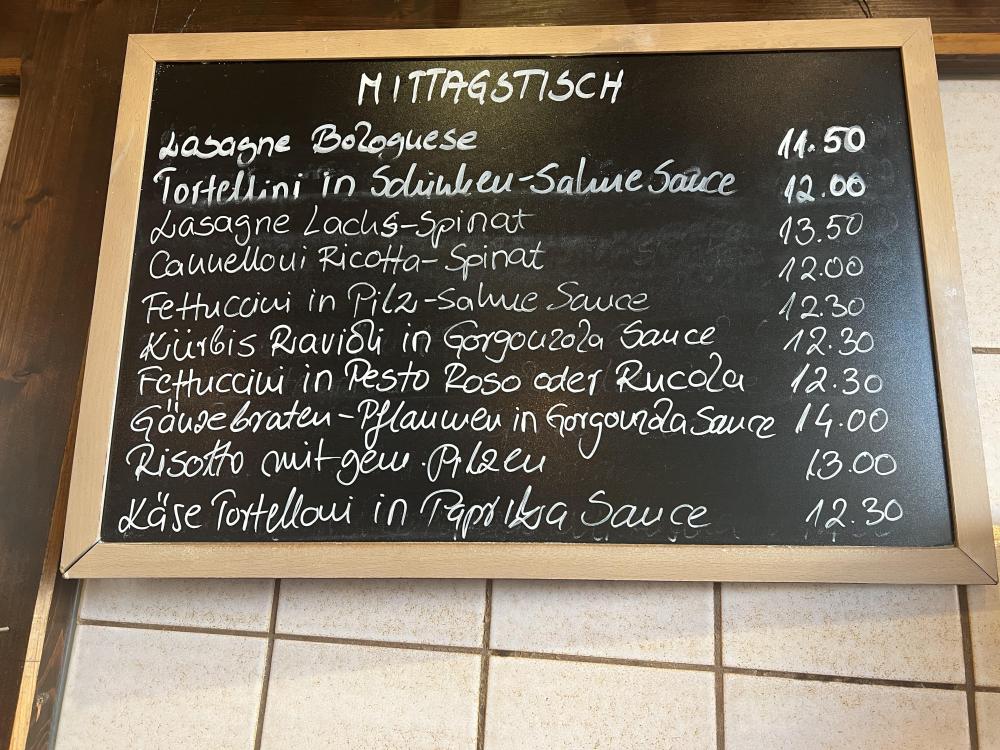 MITTAGSTISCH
Lasagne Bolognese 11.50
Tortellini in Schinken-Sahne Sauce 12.00
Lasagne Lachs-Spinat 13.50
Cannelloni Ricotta-Spinat 12.00
Fettuccini in Pilz-Sahne Sauce 12.30
Kürbis Riavioli in Gorgonzola Sauce 12.30
Fettuccini in Pesto Roso oder Rucola 12.30
Gänsebraten-Pflaumen in Gorgonzola Sauce 14.00
Risotto mit gem. Pilzen 13.00
Käse Tortelloni in Paprika Sauce 12.30